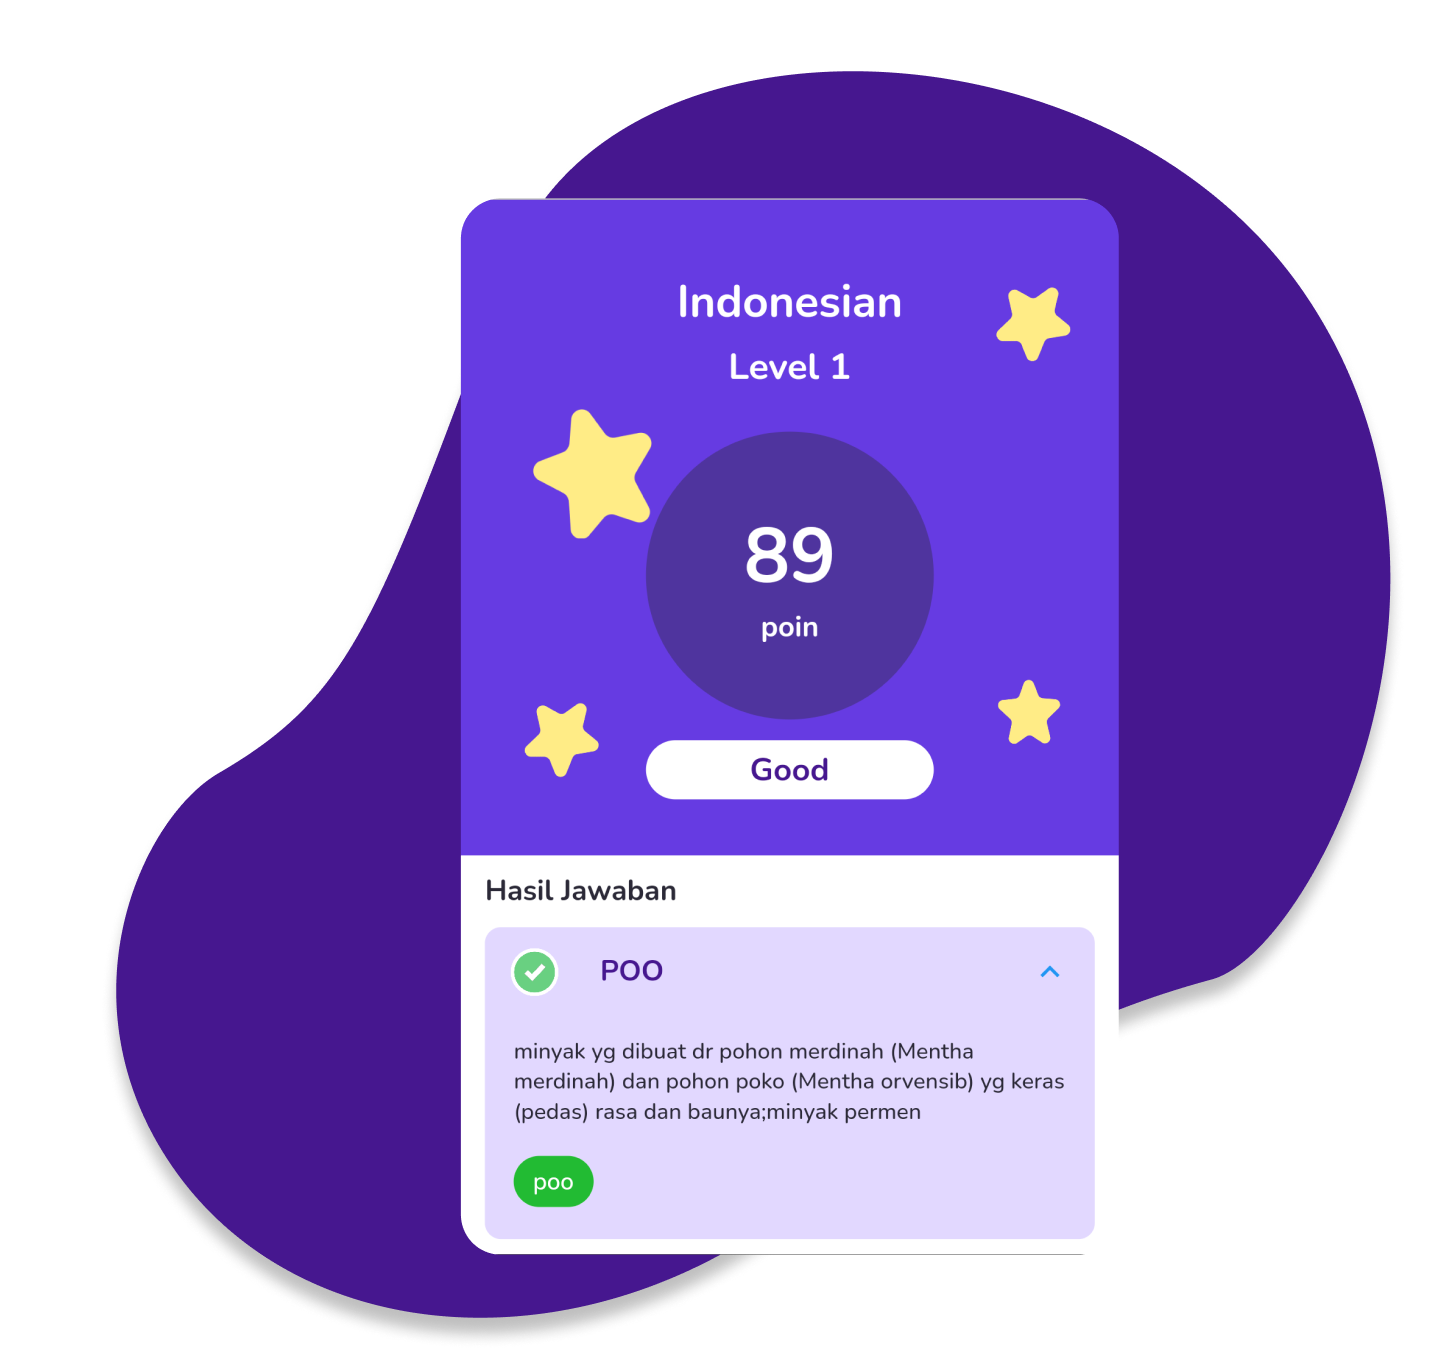 Indonesian
Level 1
89
poin
Good
Hasil Jawaban
POO
minyak yg dibuat dr pohon merdinah (Mentha
merdinah) dan pohon poko (Mentha orvensib) yg keras
(pedas) rasa dan baunya;minyak permen
poo